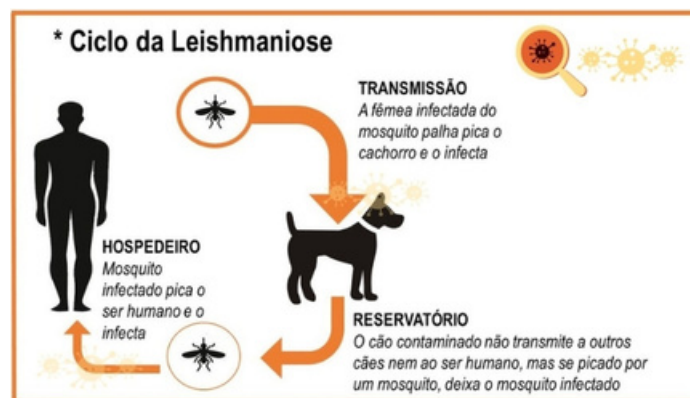 * Ciclo da Leishmaniose
TRANSMISSÃO
A fêmea infectada do
mosquito palha pica o
cachorro e o infecta
HOSPEDEIRO
Mosquito
infectado pica o
ser humano e o
infecta
RESERVATÓRIO
O cão contaminado não transmite a outros
cães nem ao ser humano, mas se picado por
um mosquito, deixa o mosquito infectado